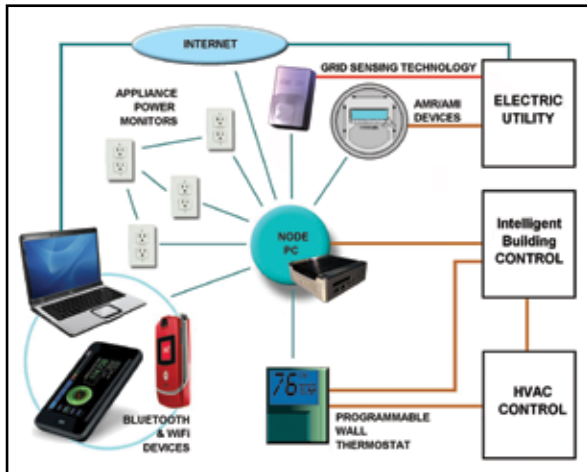 INTERNET
GRID SENSING TECHNOLOGY
APPLIANCE
POWER
MONITORS
AMR/AMI
DEVICES
ELECTRIC
UTILITY
NODE
PC
Intelligent
Building
CONTROL
76
BLUETOOTH
& WiFi
DEVICES
PROGRAMMABLE
WALL
THERMOSTAT
HVAC
CONTROL